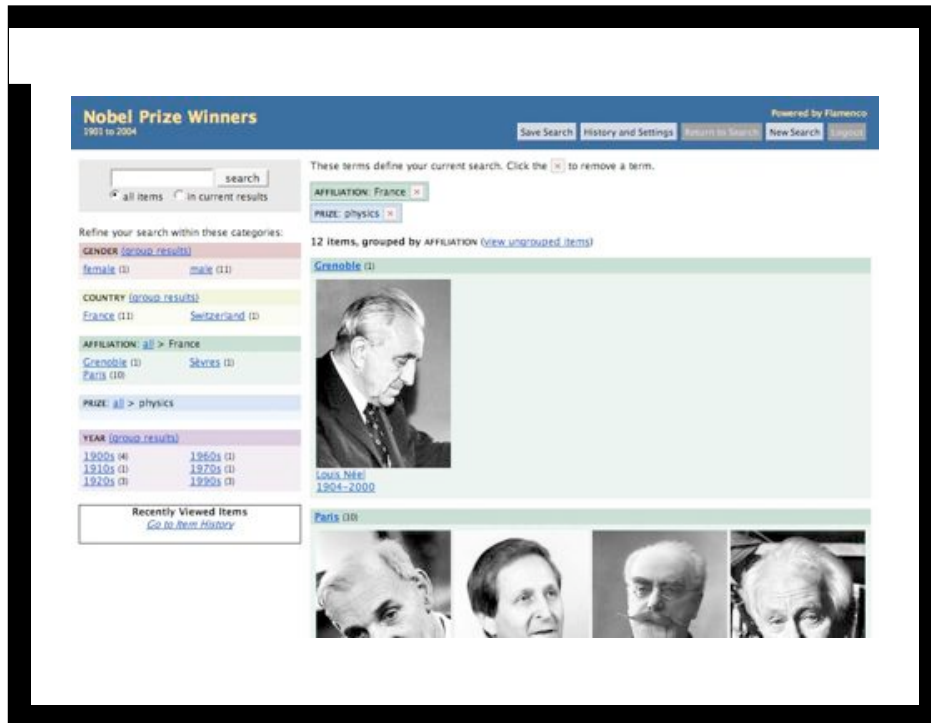 Nobel Prize Winners
1901 to 2004
Powered by Flamenco
Save Search History and Settings Return to Search New Search Logout
search
all items in current results
Refine your search within these categories:
GENDER (group results)
female (1) male (11)
COUNTRY (group results)
France (11) Switzerland (1)
AFFILIATION: all > France
Grenoble (1) Sèvres (1)
Paris (10)
PRIZE: all > physics
YEAR (group results)
1900s (4) 1960s (1)
1910s (1) 1970s (1)
1920s (3) 1990s (3)
Recently Viewed Items
Go to Item History
These terms define your current search. Click the × to remove a term.
AFFILIATION: France ×
PRIZE: physics ×
12 items, grouped by AFFILIATION (view ungrouped items)
Grenoble (1)
Louis Néel
1904–2000
Paris (10)